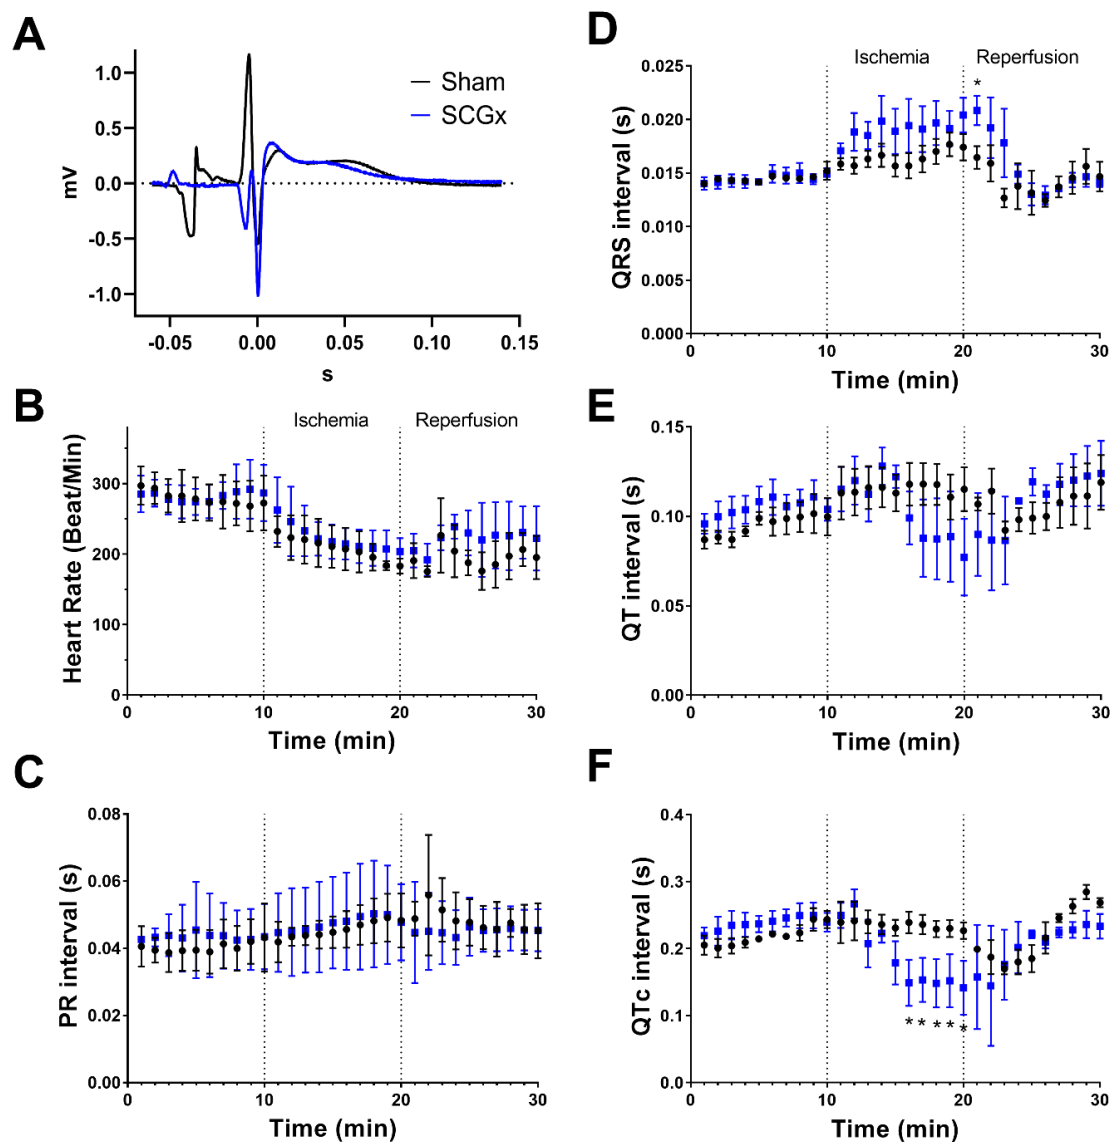 A
mV
1.0
0.5
0.0
-0.5
-1.0
Sham
SCGx
-0.05
0.00
0.05
0.10
0.15
s
B
Ischemia
Reperfusion
Heart Rate (Beat/Min)
300
200
100
0
0
10
20
30
Time (min)
C
PR interval (s)
0.08
0.06
0.04
0.02
0.00
0
10
20
30
Time (min)
D
Ischemia
Reperfusion
QRS interval (s)
0.025
0.020
0.015
0.010
0.005
0.000
*
0
10
20
30
Time (min)
E
QT interval (s)
0.15
0.10
0.05
0.00
0
10
20
30
Time (min)
F
QTc interval (s)
0.4
0.3
0.2
0.1
0.0
* * * * *
0
10
20
30
Time (min)